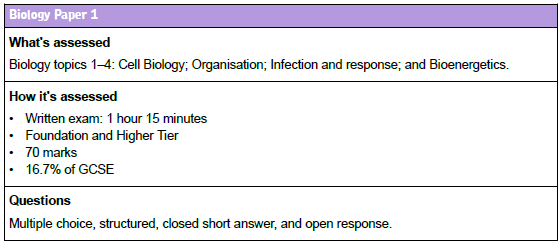 Biology Paper 1
What's assessed
Biology topics 1–4: Cell Biology; Organisation; Infection and response; and Bioenergetics.
How it's assessed
• Written exam: 1 hour 15 minutes
• Foundation and Higher Tier
• 70 marks
• 16.7% of GCSE
Questions
Multiple choice, structured, closed short answer, and open response.